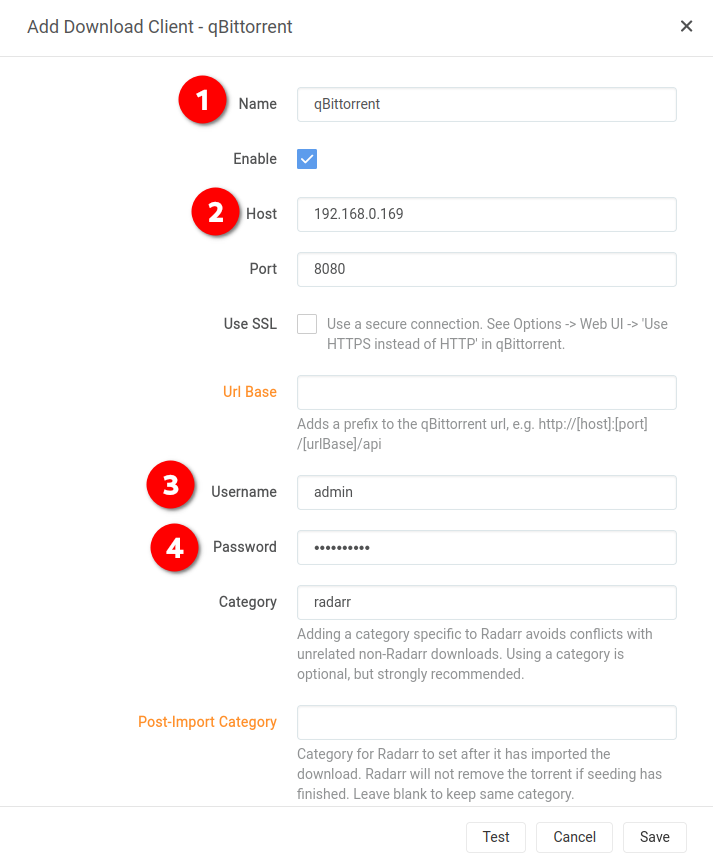 Add Download Client - qBittorrent
1 Name qBittorrent
Enable
2 Host 192.168.0.169
Port 8080
Use SSL Use a secure connection. See Options -> Web UI -> 'Use
HTTPS instead of HTTP' in qBittorrent.
Url Base
Adds a prefix to the qBittorrent url, e.g. http://[host]:[port]
/[urlBase]/api
3 Username admin
4 Password ••••••••••
Category radarr
Adding a category specific to Radarr avoids conflicts with
unrelated non-Radarr downloads. Using a category is
optional, but strongly recommended.
Post-Import Category
Category for Radarr to set after it has imported the
download. Radarr will not remove the torrent if seeding has
finished. Leave blank to keep same category.
Test Cancel Save